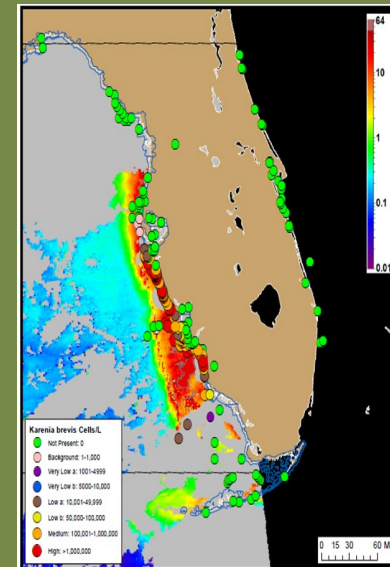 64
10
1
0.1
0.01
Karenia brevis Cells/L
Not Present: 0
Background: 1-1,000
Very Low a: 1001-4999
Very Low b: 5000-10,000
Low a: 10,001-49,999
Low b: 50,000-100,000
Medium: 100,001-1,000,000
High: >1,000,000
0 15 30 60 M